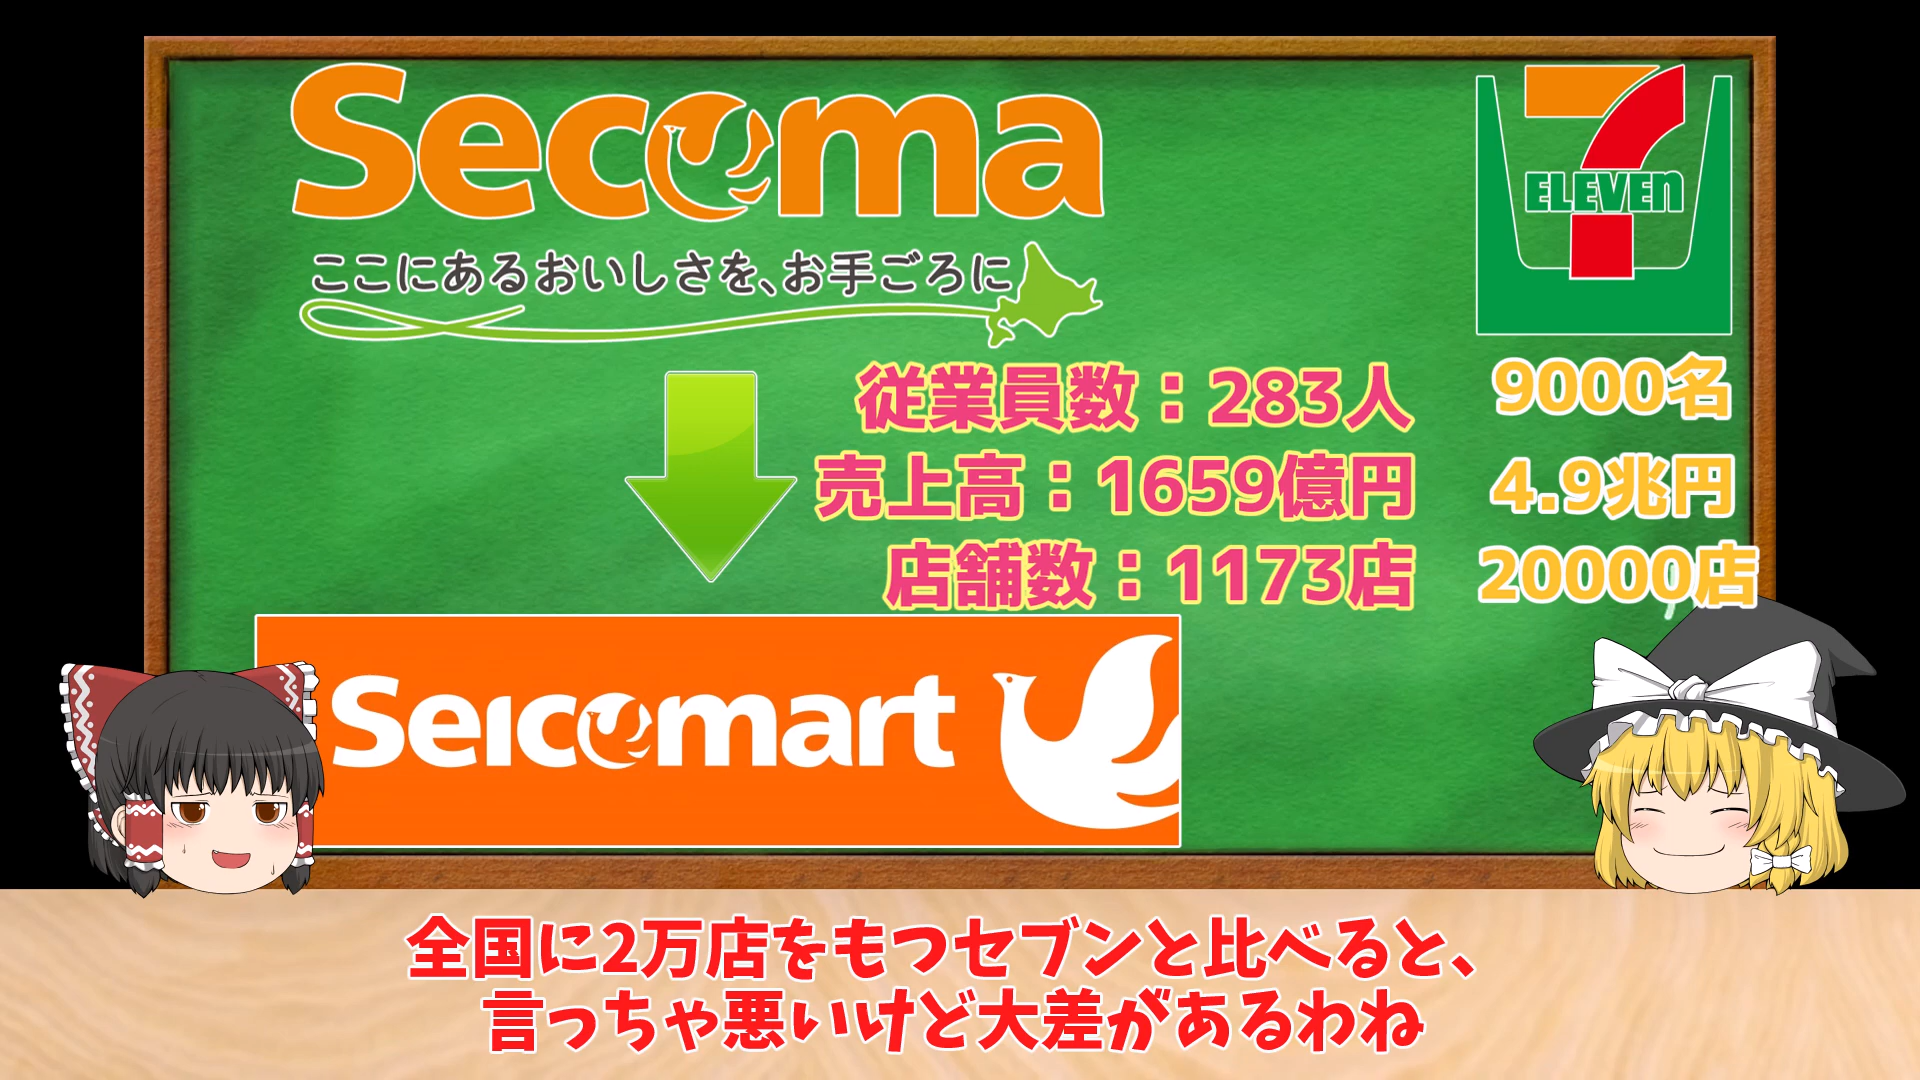 Secoma
ここにあるおいしさを、お手ごろに
7
ELEVEn
従業員数：283人 9000名
売上高：1659億円 4.9兆円
店舗数：1173店 20000店
Seicomart
全国に2万店をもつセブンと比べると、
言っちゃ悪いけど大差があるわね